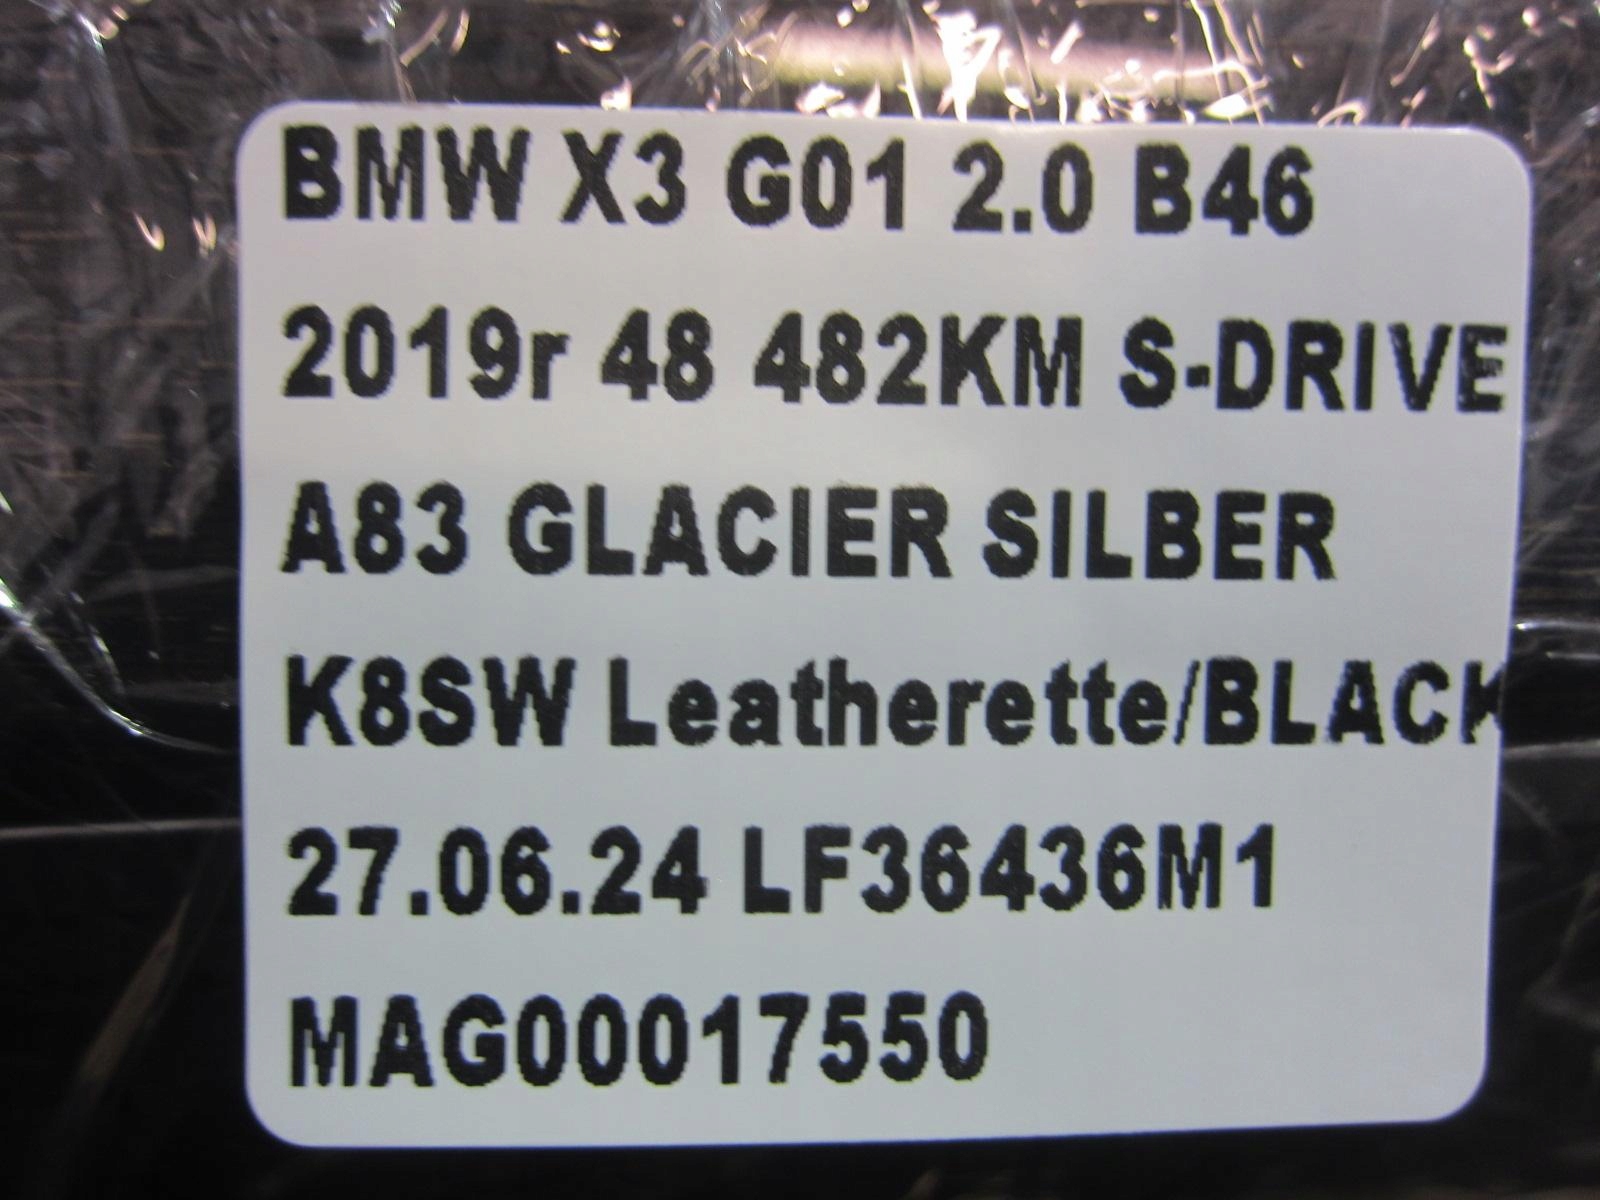 BMW X3 G01 2.0 B46
2019r 48 482KM S-DRIVE
A83 GLACIER SILBER
K8SW Leatherette/BLACK
27.06.24 LF36436M1
MAG00017550